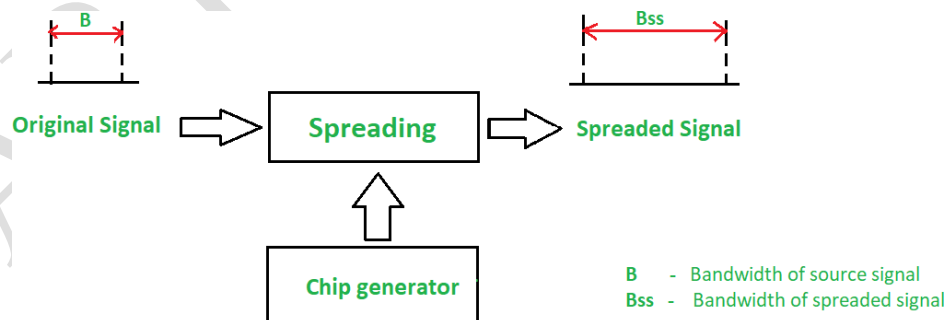 B
Bss
Original Signal
Spreading
Spreaded Signal
Chip generator
B - Bandwidth of source signal
Bss - Bandwidth of spreaded signal